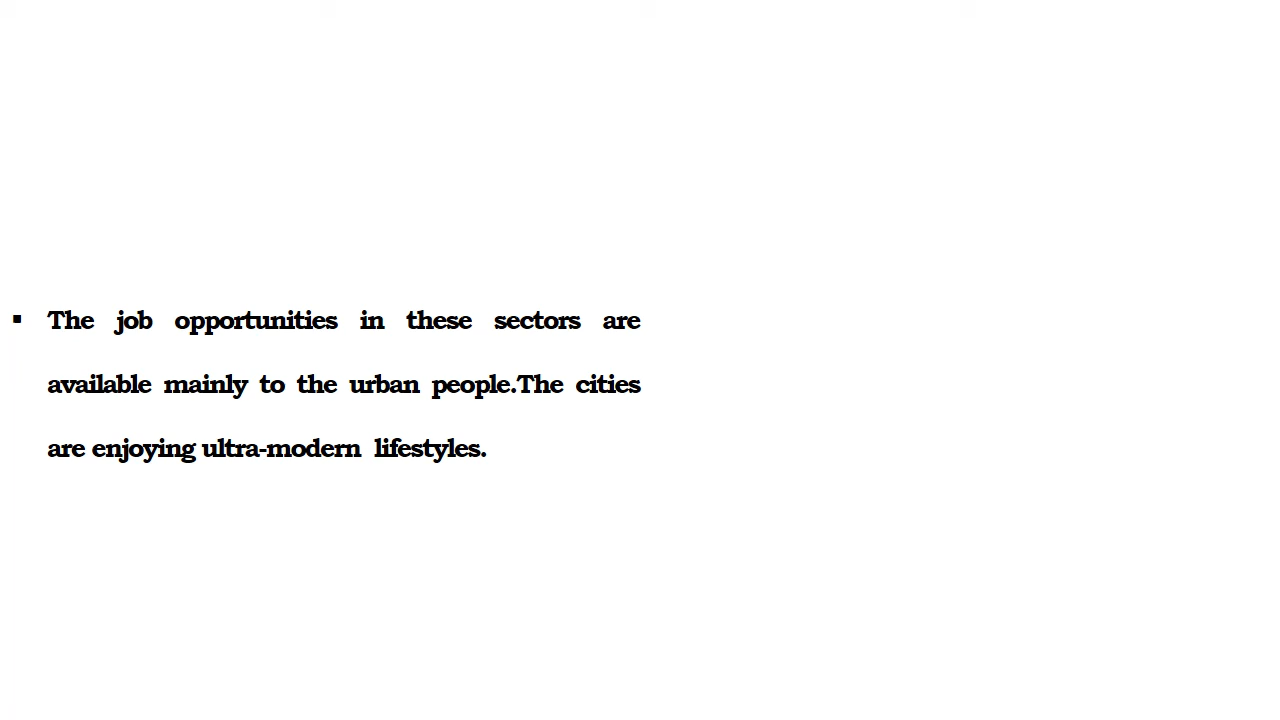 ▪ The job opportunities in these sectors are
available mainly to the urban people.The cities
are enjoying ultra-modern lifestyles.